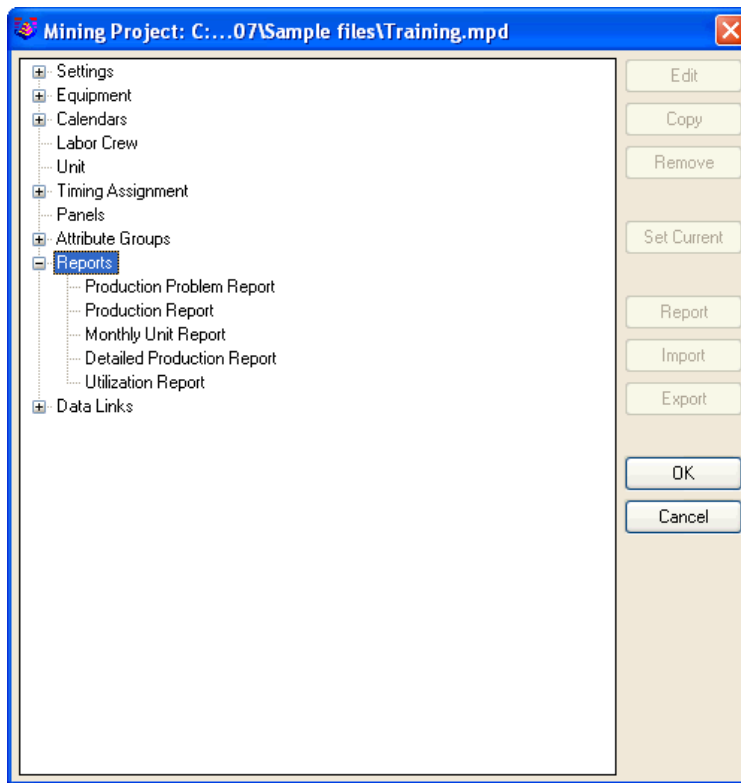 Mining Project: C:...07\Sample files\Training.mpd
Settings
Equipment
Calendars
Labor Crew
Unit
Timing Assignment
Panels
Attribute Groups
Reports
Production Problem Report
Production Report
Monthly Unit Report
Detailed Production Report
Utilization Report
Data Links
Edit
Copy
Remove
Set Current
Report
Import
Export
OK
Cancel